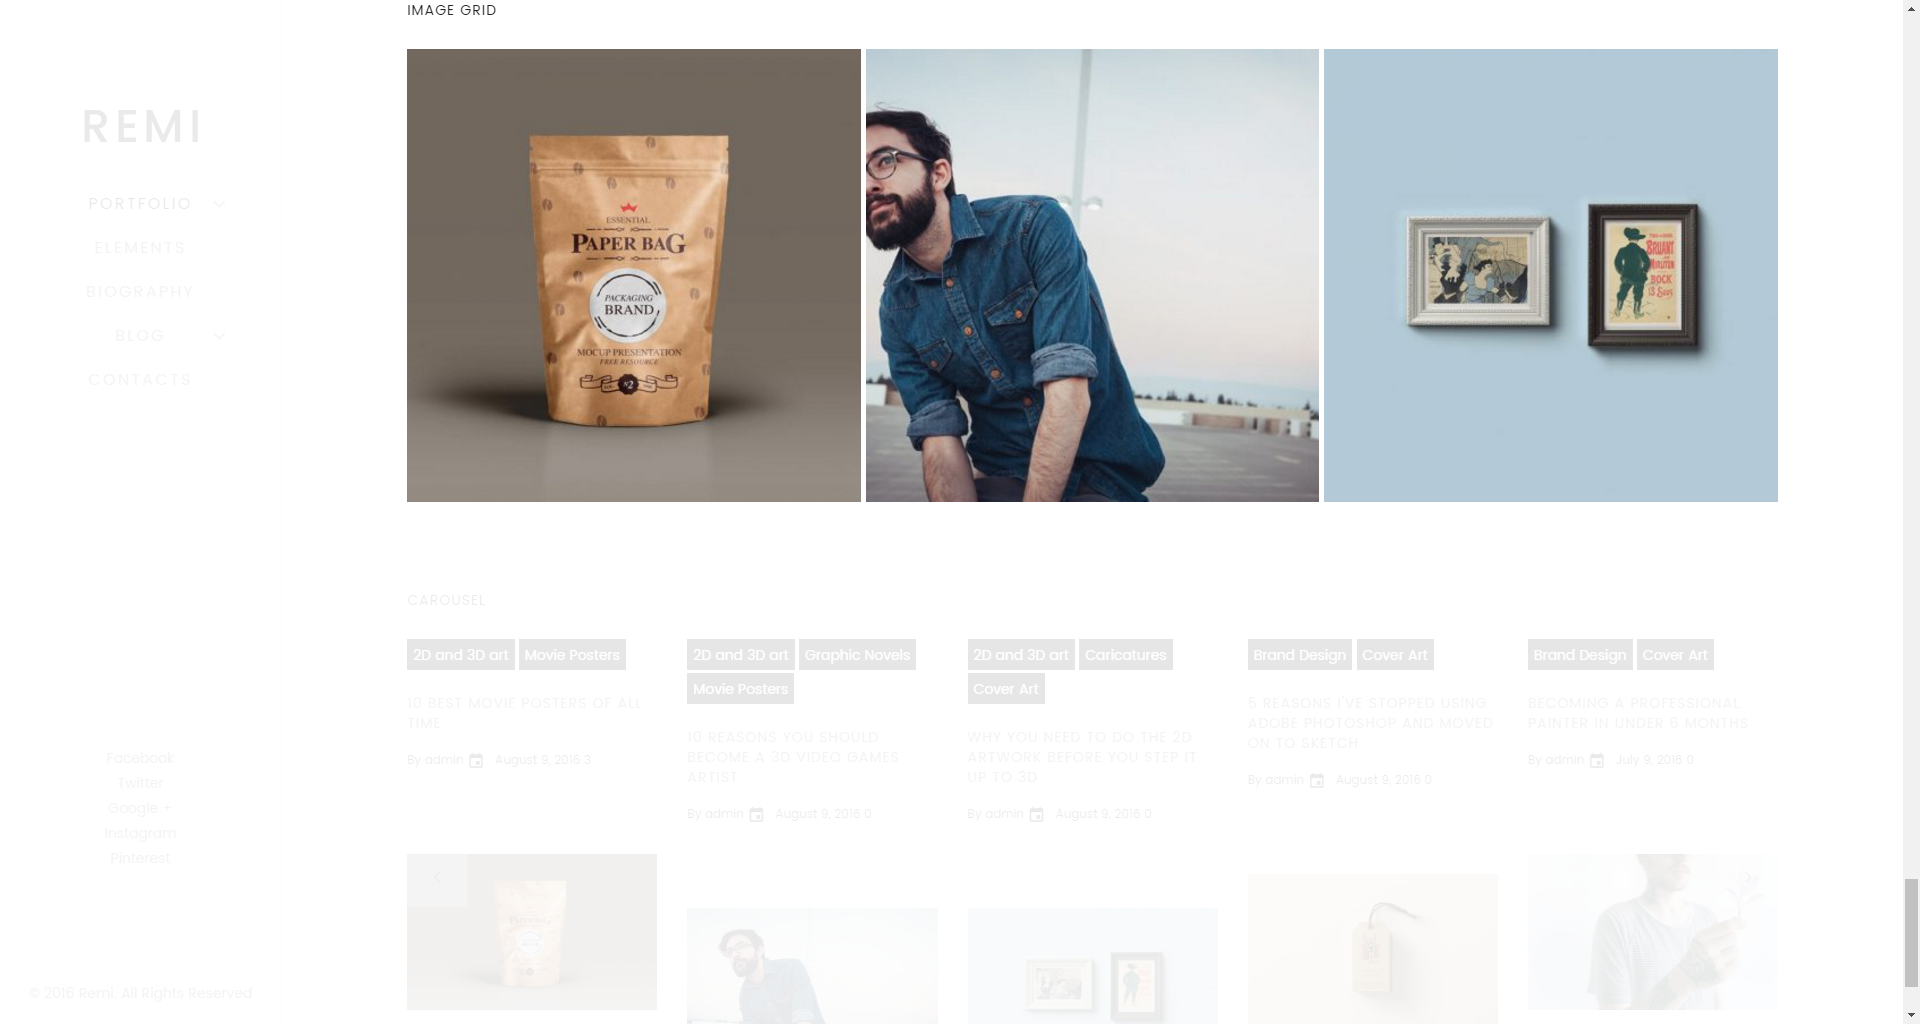 IMAGE GRID
REMI
PORTFOLIO
ELEMENTS
BIOGRAPHY
BLOG
CONTACTS
ESSENTIAL
PAPER BAG
PACKAGING
BRAND
MOCUP PRESENTATION
FREE RESOURCE
No2
BRUANT
MIRLITON
BOCK
13 Sous
CAROUSEL
2D and 3D art Movie Posters
10 BEST MOVIE POSTERS OF ALL
TIME
By admin August 9, 2016 3
2D and 3D art Graphic Novels
Movie Posters
10 REASONS YOU SHOULD
BECOME A 3D VIDEO GAMES
ARTIST
By admin August 9, 2016 0
2D and 3D art Caricatures
Cover Art
WHY YOU NEED TO DO THE 2D
ARTWORK BEFORE YOU STEP IT
UP TO 3D
By admin August 9, 2016 0
Brand Design Cover Art
5 REASONS I'VE STOPPED USING
ADOBE PHOTOSHOP AND MOVED
ON TO SKETCH
By admin August 9, 2016 0
Brand Design Cover Art
BECOMING A PROFESSIONAL
PAINTER IN UNDER 6 MONTHS
By admin July 9, 2016 0
Facebook
Twitter
Google +
Instagram
Pinterest
© 2016 Remi. All Rights Reserved